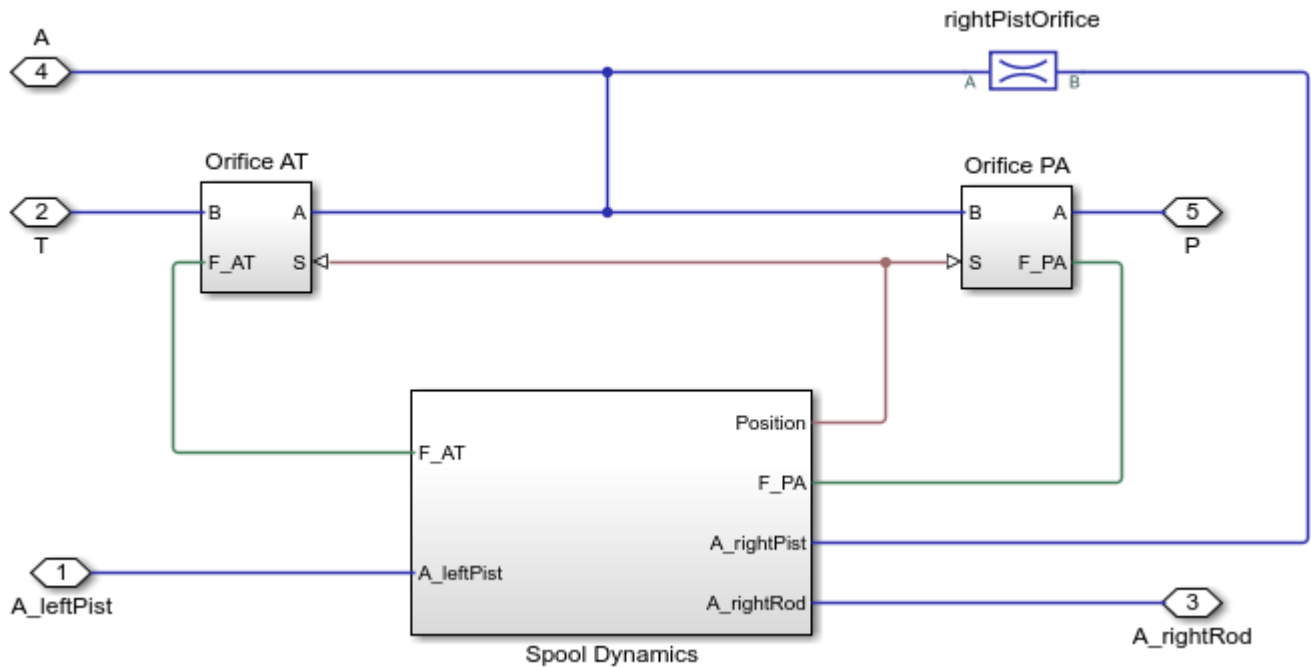 rightPistOrifice
A
4
A
B
Orifice AT
Orifice PA
2
B
A
B
A
5
T
P
F_AT
S
S
F_PA
Position
F_AT
F_PA
A_rightPist
1
A_leftPist
A_leftPist
A_rightRod
3
A_rightRod
Spool Dynamics